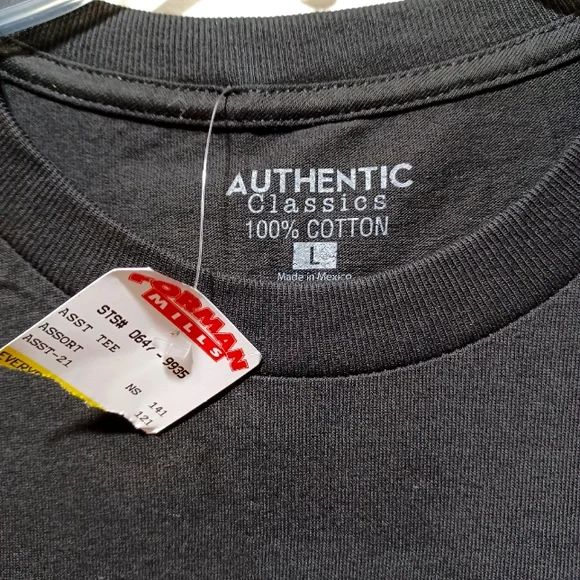 AUTHENTIC
Classics
100% COTTON
L
Made in Mexico
FORMAN
MILLS
STS# D647-9935
ASST TEE
ASSORT
ASST-21
NS 141
121